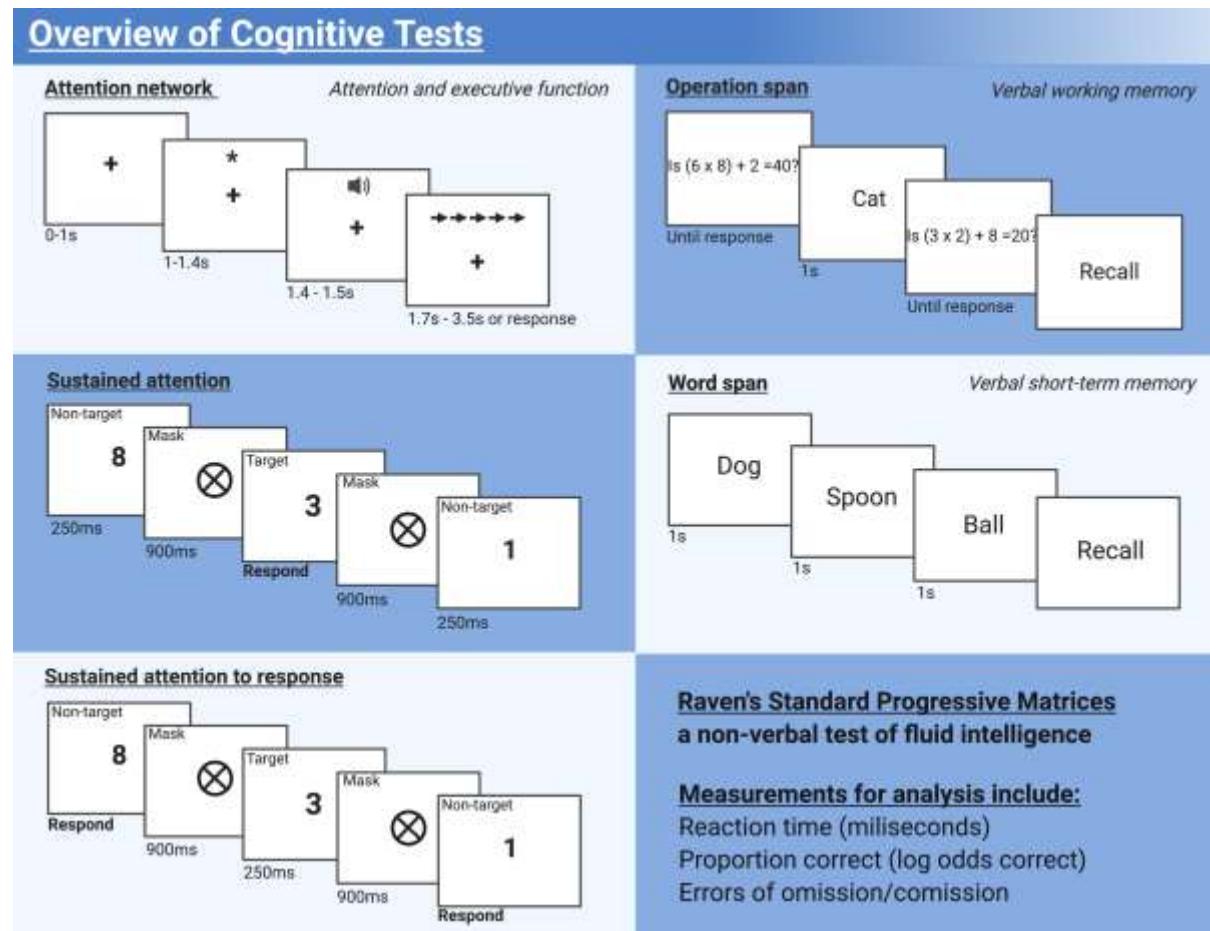 Overview of Cognitive Tests
Attention network
Attention and executive function
+
*
+
+
+
0-1s
1-1.4s
1.4 - 1.5s
1.7s - 3.5s or response
Operation span
Verbal working memory
Is (6 x 8) + 2 =40?
Cat
Is (3 x 2) + 8 =20?
Recall
Until response
1s
Until response
Sustained attention
Non-target
8
250ms
Mask
900ms
Target
3
Respond
Mask
900ms
Non-target
1
250ms
Word span
Verbal short-term memory
Dog
1s
Spoon
1s
Ball
1s
Recall
Sustained attention to response
Non-target
8
Respond
Mask
900ms
Target
3
250ms
Mask
900ms
Non-target
1
Respond
Raven's Standard Progressive Matrices
a non-verbal test of fluid intelligence
Measurements for analysis include:
Reaction time (miliseconds)
Proportion correct (log odds correct)
Errors of omission/comission